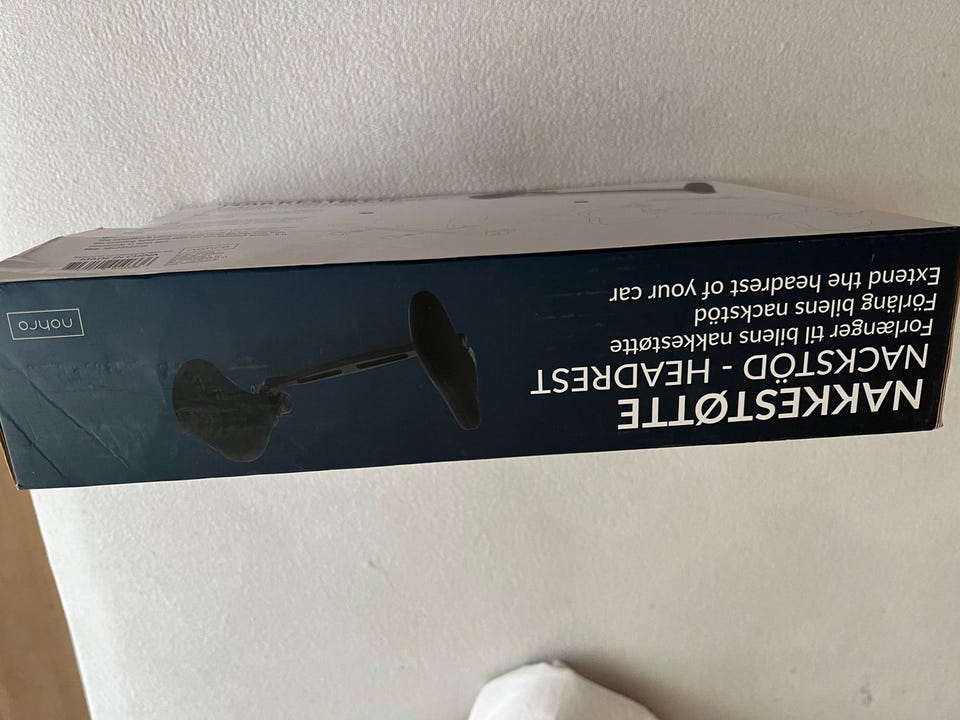 NAKKESTØTTE
NACKSTÖD - HEADREST
Forlænger til bilens nakkestøtte
Förläng bilens nackstöd
Extend the headrest of your car
nohro